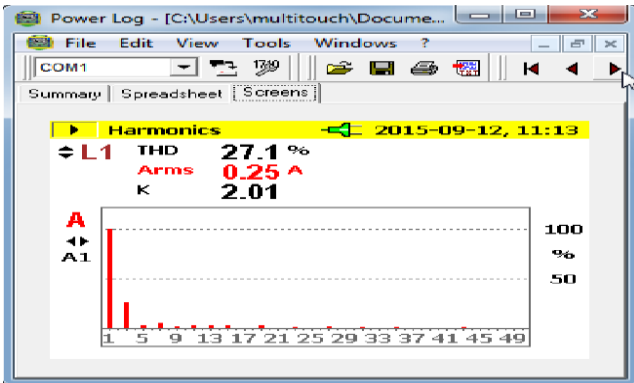 Power Log - [C:\Users\multitouch\Docume...
File Edit View Tools Windows ?
COM1
Summary Spreadsheet Screens
Harmonics 2015-09-12, 11:13
L1 THD 27.1 %
Arms 0.25 A
K 2.01
A
A1
100
%
50
1 5 9 13 17 21 25 29 33 37 41 45 49